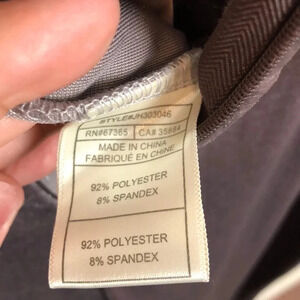 STYLE#JH303046
RN#67365 CA# 35884
MADE IN CHINA
FABRIQUÉ EN CHINE
92% POLYESTER
8% SPANDEX
92% POLYESTER
8% SPANDEX